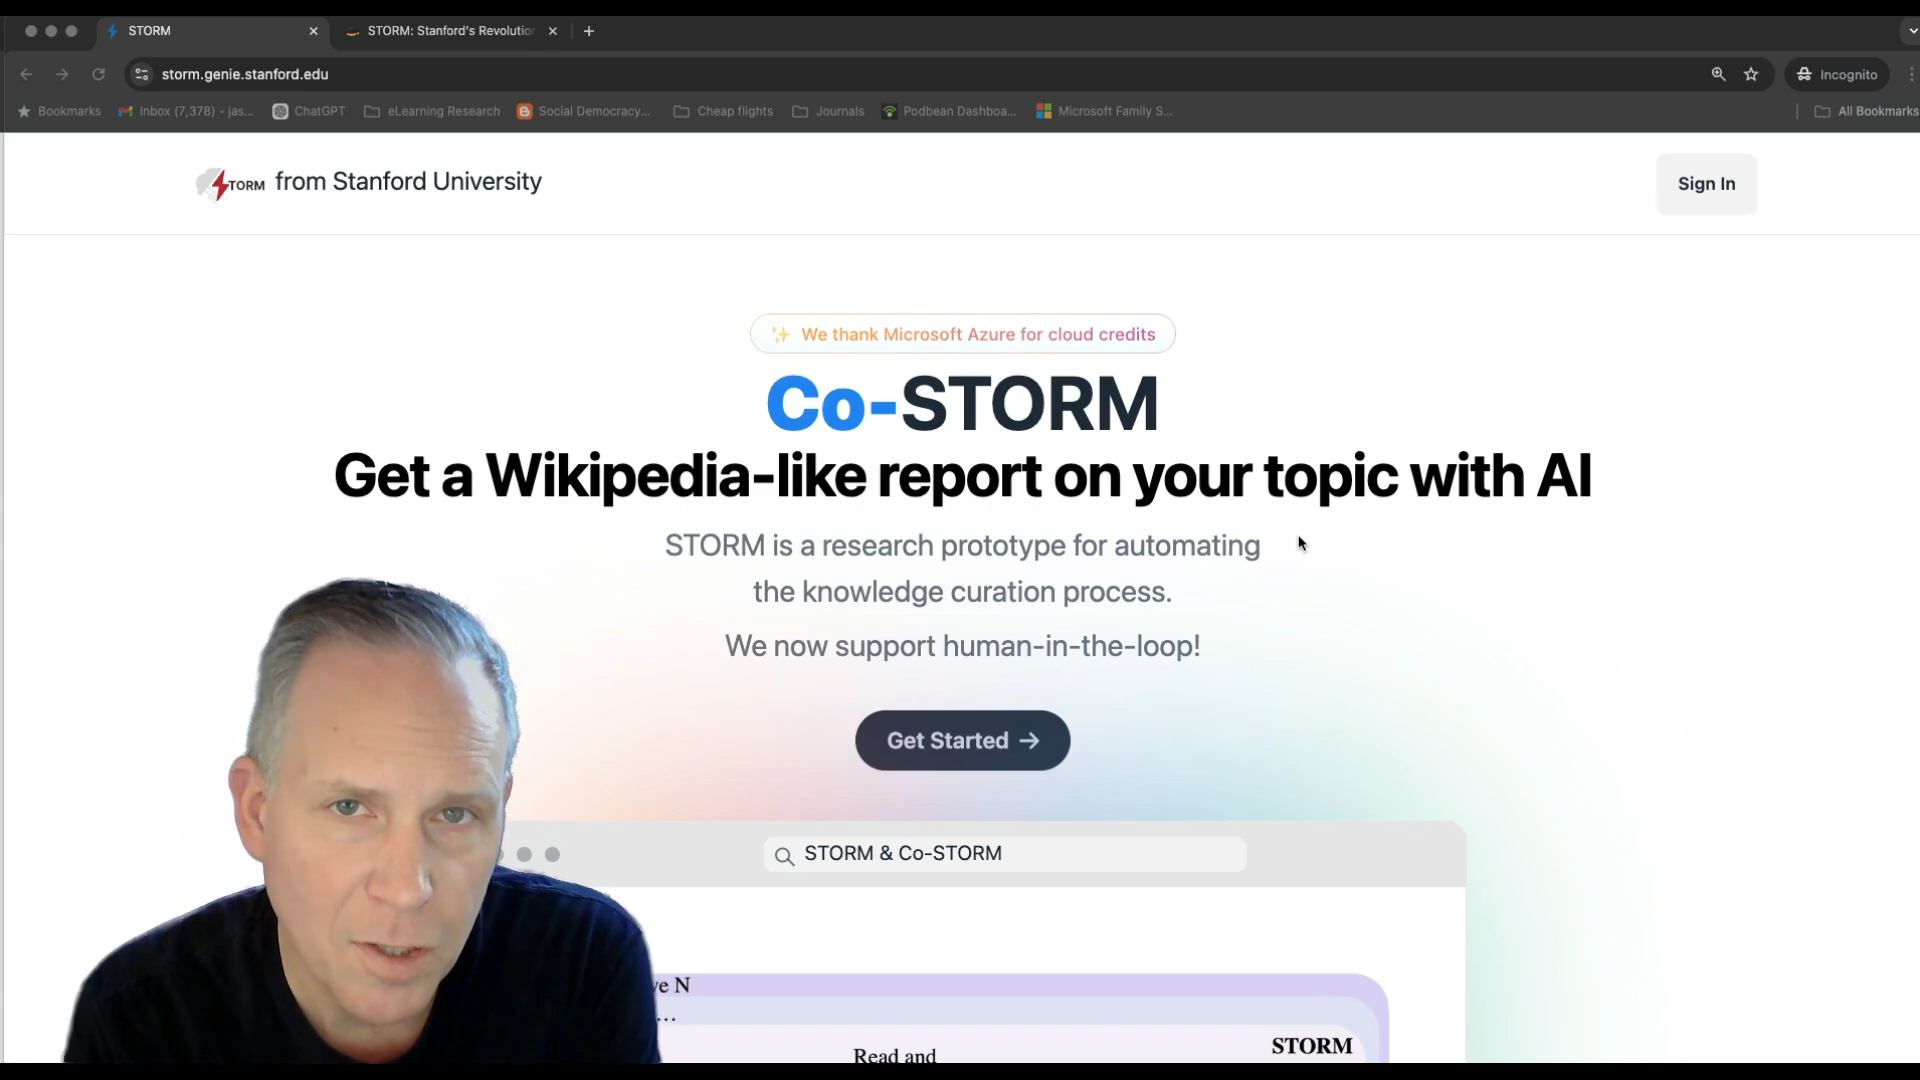 STORM
STORM: Stanford's Revolution
storm.genie.stanford.edu
Incognito
Bookmarks
Inbox (7,378) - jas...
ChatGPT
eLearning Research
Social Democracy...
Cheap flights
Journals
Podbean Dashboa...
Microsoft Family S...
All Bookmarks
TORM from Stanford University
Sign In
We thank Microsoft Azure for cloud credits
Co-STORM
Get a Wikipedia-like report on your topic with AI
STORM is a research prototype for automating
the knowledge curation process.
We now support human-in-the-loop!
Get Started →
STORM & Co-STORM
ve N
...
STORM
Read and